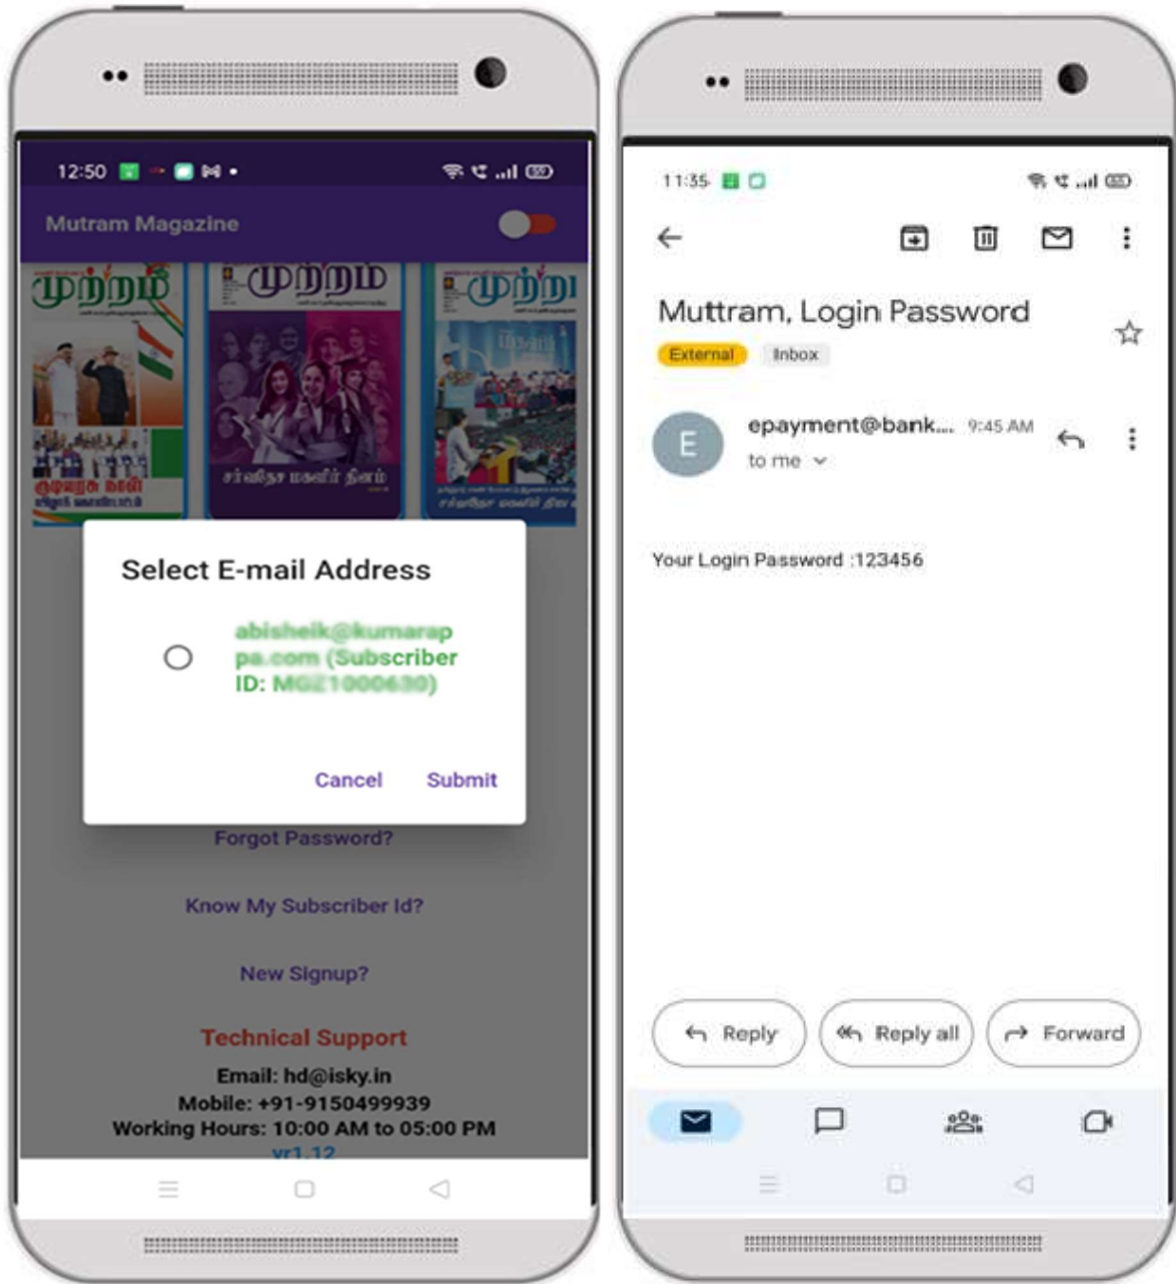 12:50
Mutram Magazine
முற்றம்
முற்றம்
குடியரசு நாள்
சர்வதேச மகளிர் தினம்
Select E-mail Address
(Subscriber
ID:
Cancel Submit
Forgot Password?
Know My Subscriber Id?
New Signup?
Technical Support
Email: hd@isky.in
Mobile: +91-9150499939
Working Hours: 10:00 AM to 05:00 PM
vr1.12
11:35
Muttram, Login Password
External Inbox
E
epayment@bank... 9:45 AM
to me
Your Login Password :123456
Reply Reply all Forward